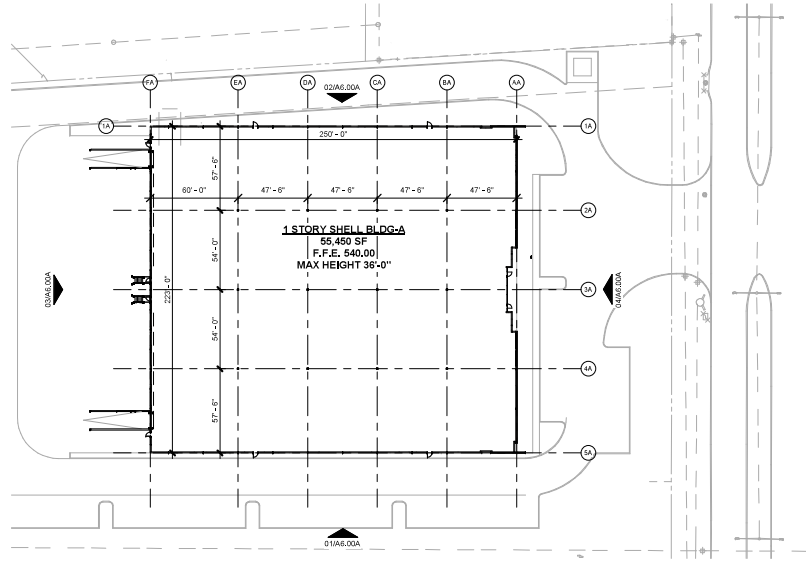 02/A6.00A
FA
EA
DA
CA
BA
AA
1A
1A
250' - 0"
57' - 6"
60' - 0"
47' - 6"
47' - 6"
47' - 6"
47' - 6"
2A
1 STORY SHELL BLDG-A
55,450 SF
F.F.E. 540.00
MAX HEIGHT 36'-0"
54' - 0"
03/A6.00A
223' - 0"
3A
04/A6.00A
54' - 0"
4A
57' - 6"
5A
01/A6.00A